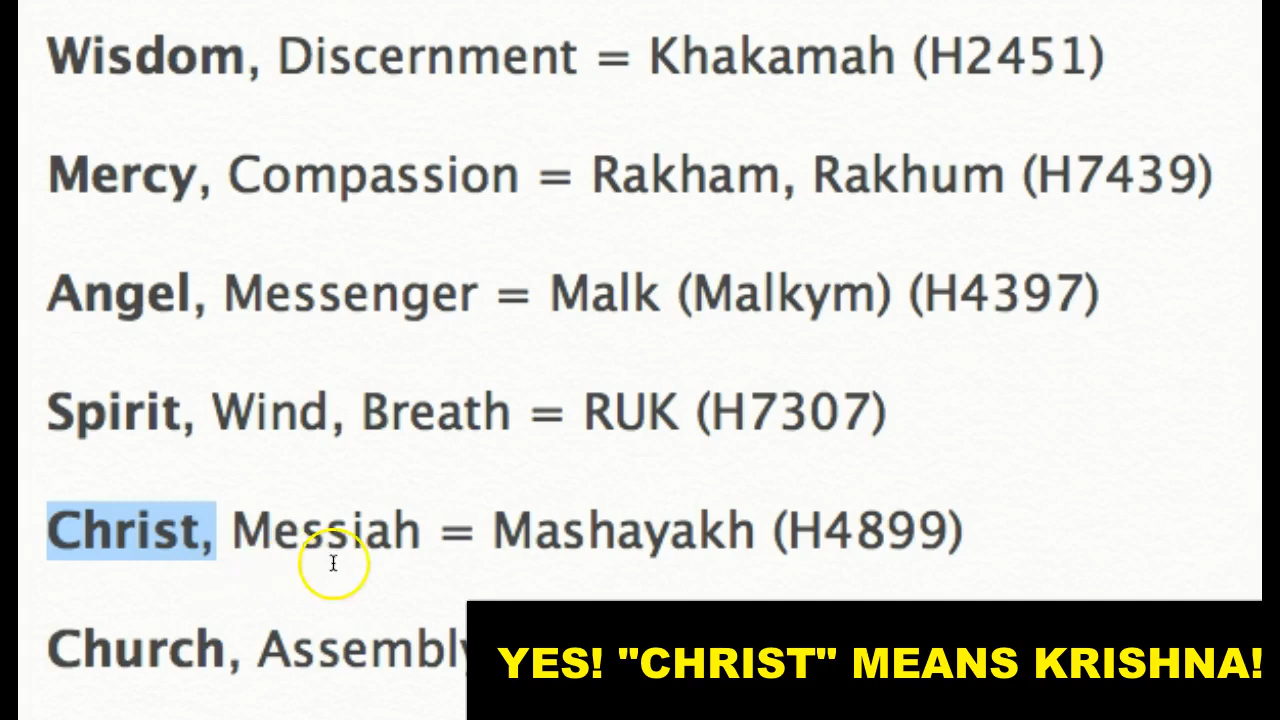 Wisdom, Discernment = Khakamah (H2451)
Mercy, Compassion = Rakham, Rakhum (H7439)
Angel, Messenger = Malk (Malkym) (H4397)
Spirit, Wind, Breath = RUK (H7307)
Christ, Messiah = Mashayakh (H4899)
Church, Assembly
YES! "CHRIST" MEANS KRISHNA!